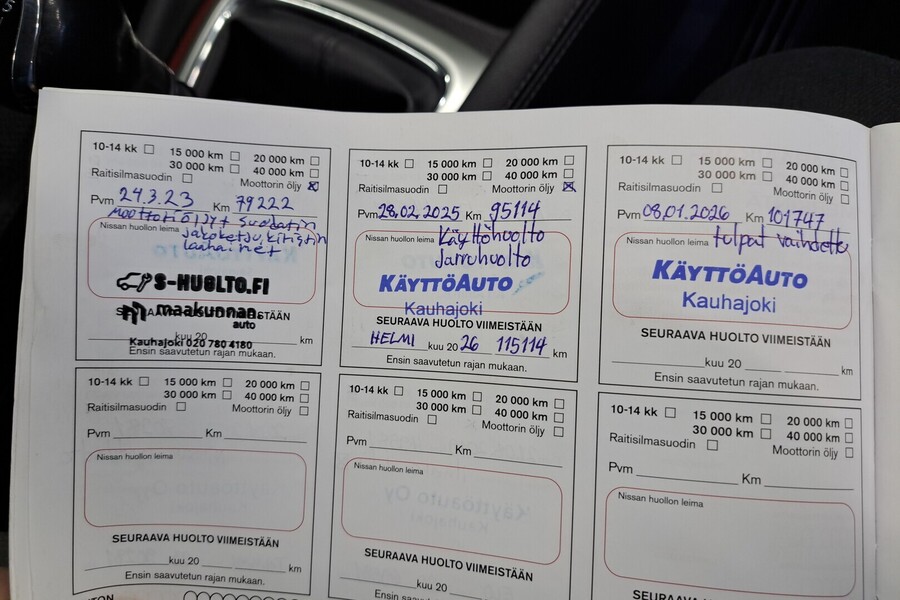 10-14 kk 15 000 km 20 000 km
30 000 km 40 000 km
Raitisilmasuodin Moottorin öljy
Pvm 24.3.23 Km 79222
Moottoriöljyt suodatin
Nissan huollon leima jakoketju, kiristin
laahaimet
S-HUOLTO.FI
maakunnan
auto
kuu 20 km
Kauhajoki 020 780 4180
Ensin saavutetun rajan mukaan.
10-14 kk 15 000 km 20 000 km
30 000 km 40 000 km
Raitisilmasuodin Moottorin öljy
Pvm 28.02.2025 Km 95114
Nissan huollon leima Käyttöhuolto
Jarruhuolto
KÄYTTÖAUTO
Kauhajoki
SEURAAVA HUOLTO VIIMEISTÄÄN
HELMI kuu 2026 115114 km
Ensin saavutetun rajan mukaan.
10-14 kk 15 000 km 20 000 km
30 000 km 40 000 km
Raitisilmasuodin Moottorin öljy
Pvm 08.01.2026 Km 101747
Nissan huollon leima tulpat vaihdettu
KÄYTTÖAUTO
Kauhajoki
SEURAAVA HUOLTO VIIMEISTÄÄN
kuu 20 km
Ensin saavutetun rajan mukaan.
10-14 kk 15 000 km 20 000 km
30 000 km 40 000 km
Raitisilmasuodin Moottorin öljy
Pvm Km
Nissan huollon leima
SEURAAVA HUOLTO VIIMEISTÄÄN
kuu 20 km
Ensin saavutetun rajan mukaan.
10-14 kk 15 000 km 20 000 km
30 000 km 40 000 km
Raitisilmasuodin Moottorin öljy
Pvm Km
Nissan huollon leima
SEURAAVA HUOLTO VIIMEISTÄÄN
kuu 20 km
10-14 kk 15 000 km 20 000 km
30 000 km 40 000 km
Raitisilmasuodin Moottorin öljy
Pvm Km
Nissan huollon leima
SEURAAVA HUOLTO VIIMEISTÄÄN